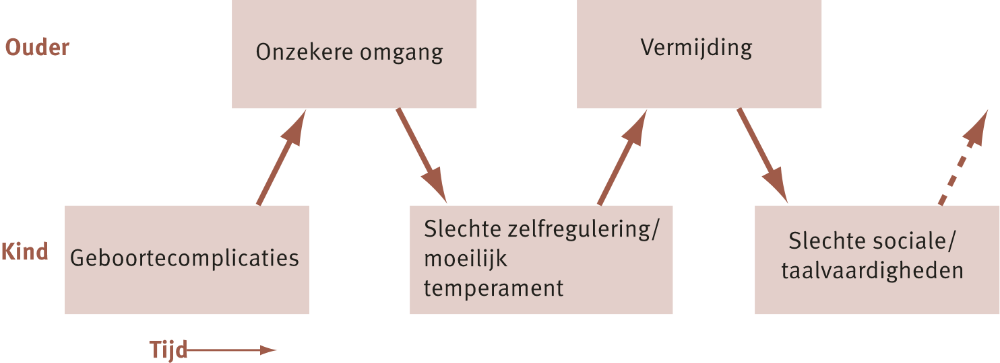 Ouder
Onzekere omgang
Vermijding
Kind
Geboortecomplicaties
Slechte zelfregulering/
moeilijk
temperament
Slechte sociale/
taalvaardigheden
Tijd